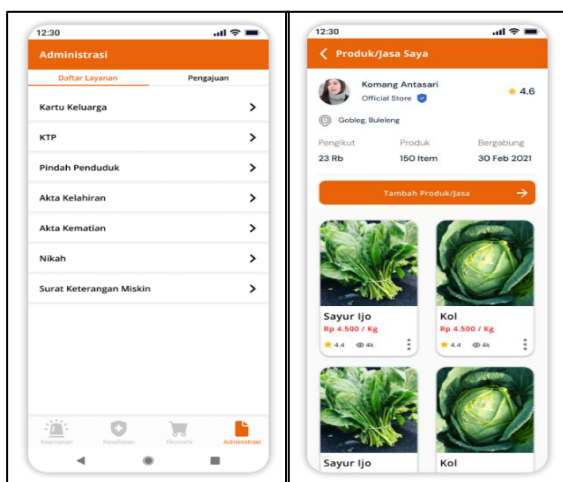 12:30
Administrasi
Daftar Layanan
Pengajuan
Kartu Keluarga
KTP
Pindah Penduduk
Akta Kelahiran
Akta Kematian
Nikah
Surat Keterangan Miskin
Keamanan
Kesehatan
Ekonomi
Administrasi
12:30
Produk/Jasa Saya
Komang Antasari
Official Store
4.6
Gobleg, Buleleng
Pengikut
Produk
Bergabung
23 Rb
150 Item
30 Feb 2021
Tambah Produk/Jasa
Sayur Ijo
Kol
Rp 4.500 / Kg
Rp 4.500 / Kg
4.4
4k
4.4
4k
Sayur Ijo
Kol